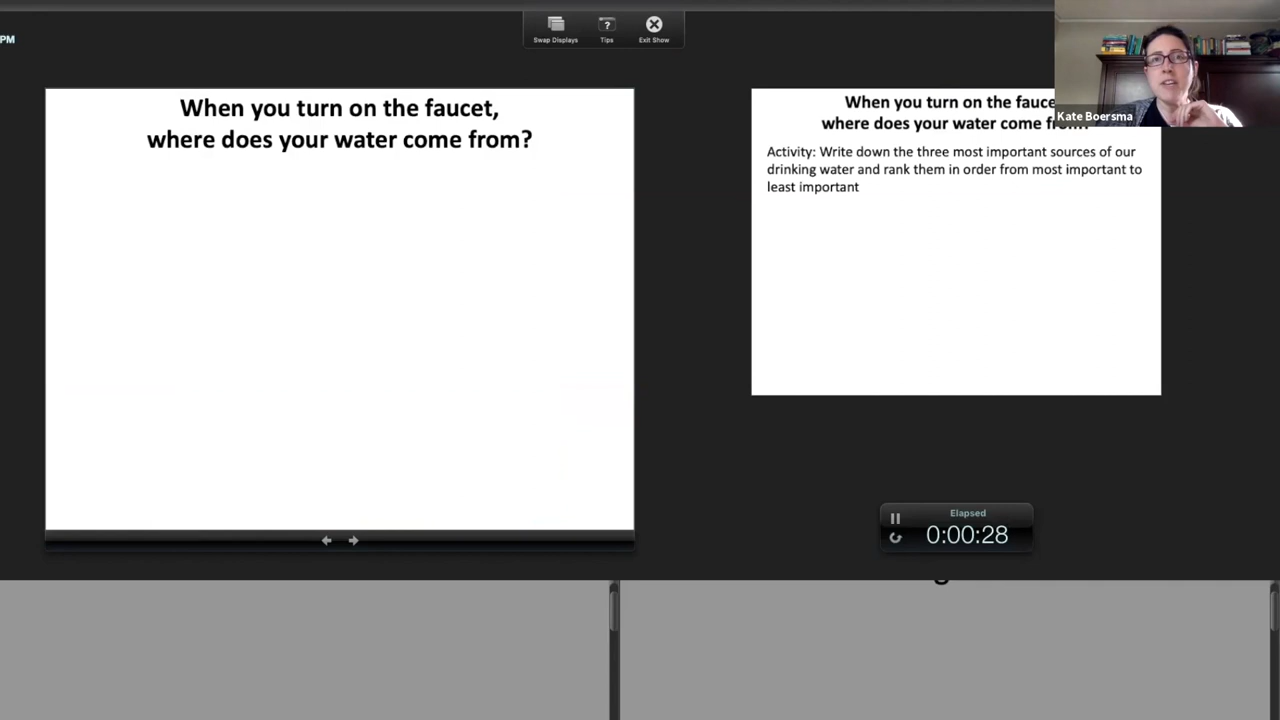 PM
Swap Displays
?
Tips
Exit Show
When you turn on the faucet,
where does your water come from?
When you turn on the
where does your water come
Activity: Write down the three most important sources of our
drinking water and rank them in order from most important to
least important
Kate Boersma
Elapsed
0:00:28